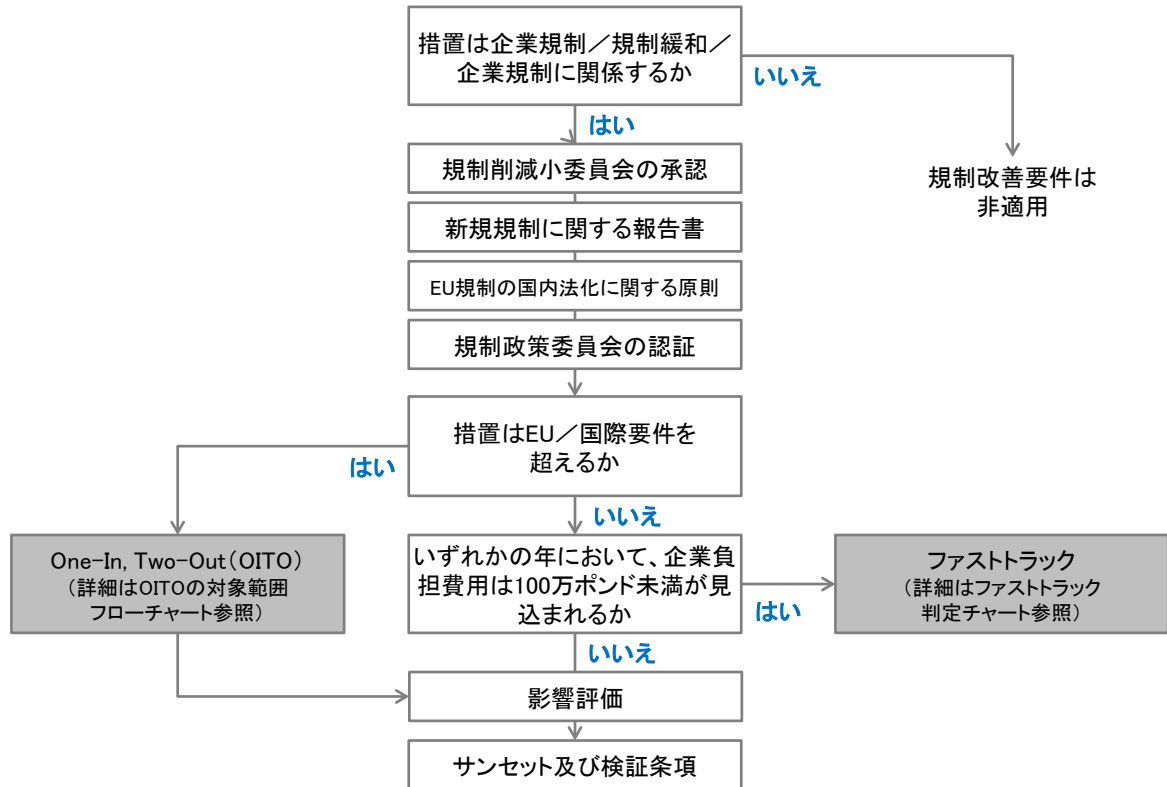 措置は企業規制／規制緩和／
企業規制に関係するか
いいえ
はい
規制削減小委員会の承認
規制改善要件は
非適用
新規規制に関する報告書
EU規制の国内法化に関する原則
規制政策委員会の認証
措置はEU／国際要件を
超えるか
はい
いいえ
One-In, Two-Out（OITO）
（詳細はOITOの対象範囲
フローチャート参照）
いずれかの年において、企業負
担費用は100万ポンド未満が見
込まれるか
はい
ファストトラック
（詳細はファストトラック
判定チャート参照）
いいえ
影響評価
サンセット及び検証条項